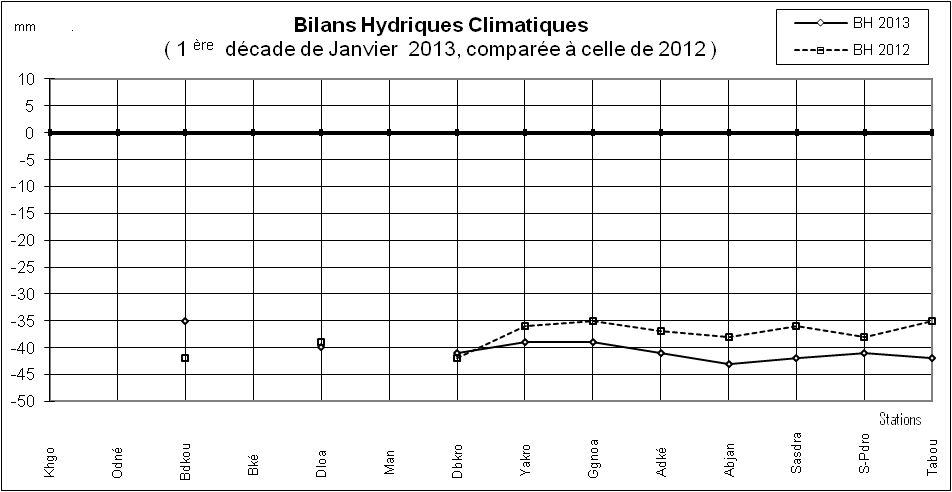 mm .
Bilans Hydriques Climatiques
( 1 ère décade de Janvier 2013, comparée à celle de 2012 )
BH 2013
BH 2012
10
5
0
-5
-10
-15
-20
-25
-30
-35
-40
-45
-50
Stations
Khgo
Odné
Bdkou
Bké
Dloa
Man
Dbkro
Yakro
Ggnoa
Adké
Abjan
Sasdra
S-Pdro
Tabou